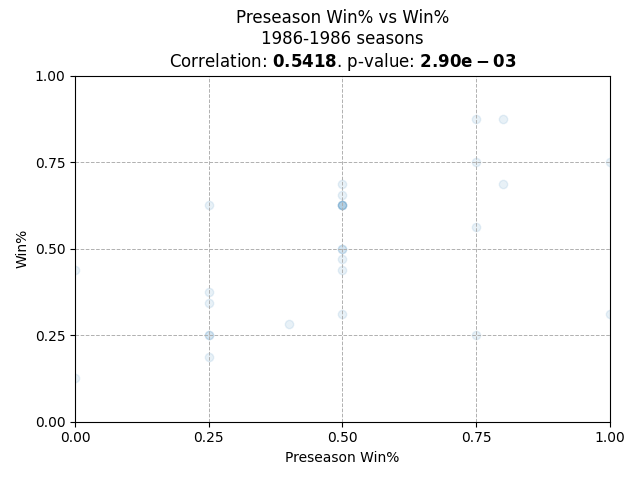 Preseason Win% vs Win%
1986-1986 seasons
Correlation: 0.5418. p-value: 2.90e − 03
1.00
0.75
0.50
0.25
0.00
Win%
0.00 0.25 0.50 0.75 1.00
Preseason Win%